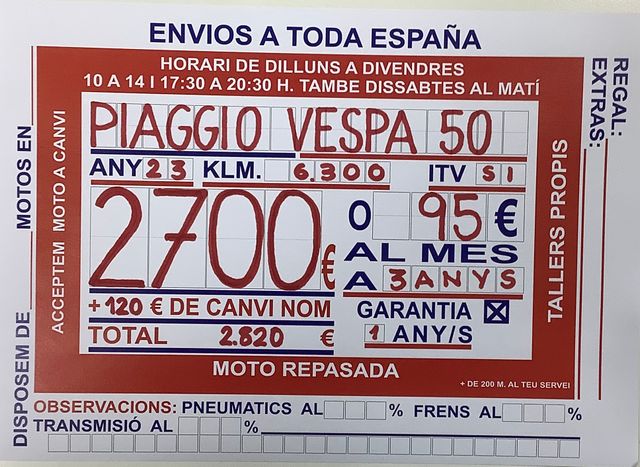 ENVIOS A TODA ESPAÑA
HORARI DE DILLUNS A DIVENDRES
10 A 14 I 17:30 A 20:30 H. TAMBE DISSABTES AL MATÍ
PIAGGIO VESPA 50
ANY 23 KLM. 6.300 ITV SI
2700 €
O 95 €
AL MES
A 3 ANYS
+ 120 € DE CANVI NOM
TOTAL 2.820 €
GARANTIA ☒
1 ANY/S
MOTO REPASADA
+ DE 200 M. AL TEU SERVEI
ACCEPTEM MOTO A CANVI
TALLERS PROPIS
DISPOSEM DE MOTOS EN
REGAL:
EXTRAS:
OBSERVACIONS: PNEUMATICS AL % FRENS AL %
TRANSMISIÓ AL %